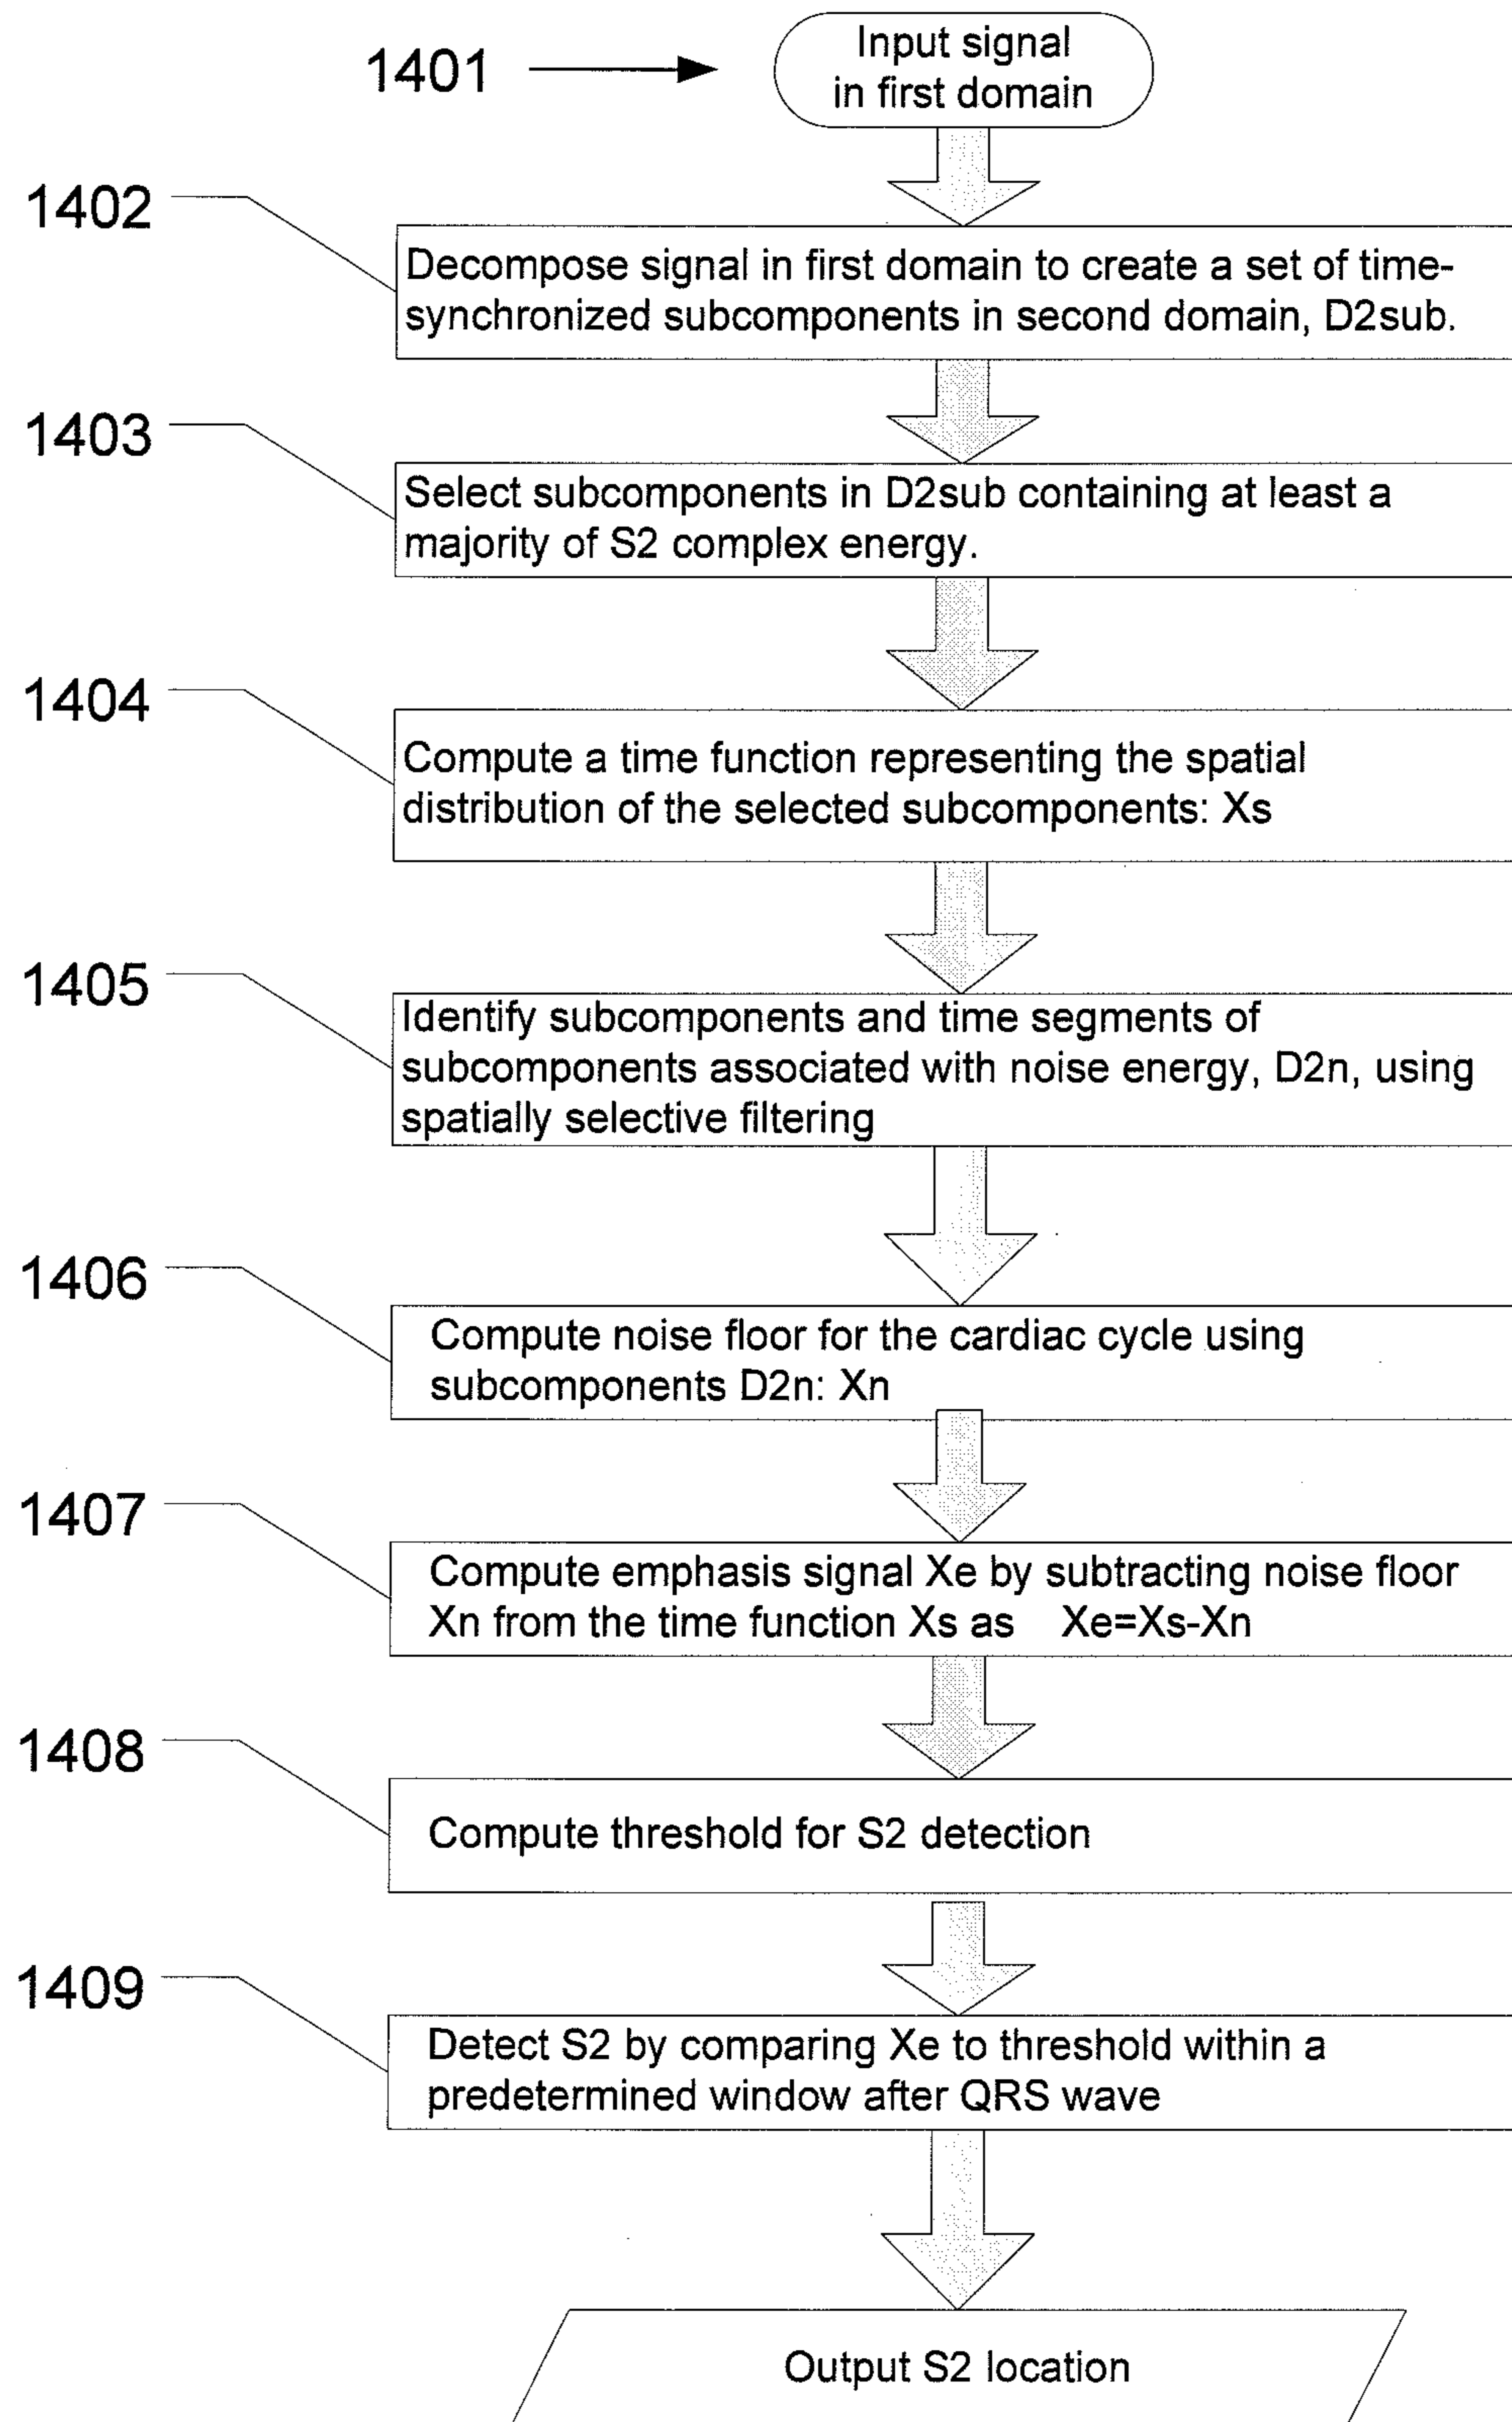 1401
Input signal
in first domain
1402
Decompose signal in first domain to create a set of time-
synchronized subcomponents in second domain, D2sub.
1403
Select subcomponents in D2sub containing at least a
majority of S2 complex energy.
1404
Compute a time function representing the spatial
distribution of the selected subcomponents: Xs
1405
Identify subcomponents and time segments of
subcomponents associated with noise energy, D2n, using
spatially selective filtering
1406
Compute noise floor for the cardiac cycle using
subcomponents D2n: Xn
1407
Compute emphasis signal Xe by subtracting noise floor
Xn from the time function Xs as Xe=Xs-Xn
1408
Compute threshold for S2 detection
1409
Detect S2 by comparing Xe to threshold within a
predetermined window after QRS wave
Output S2 location